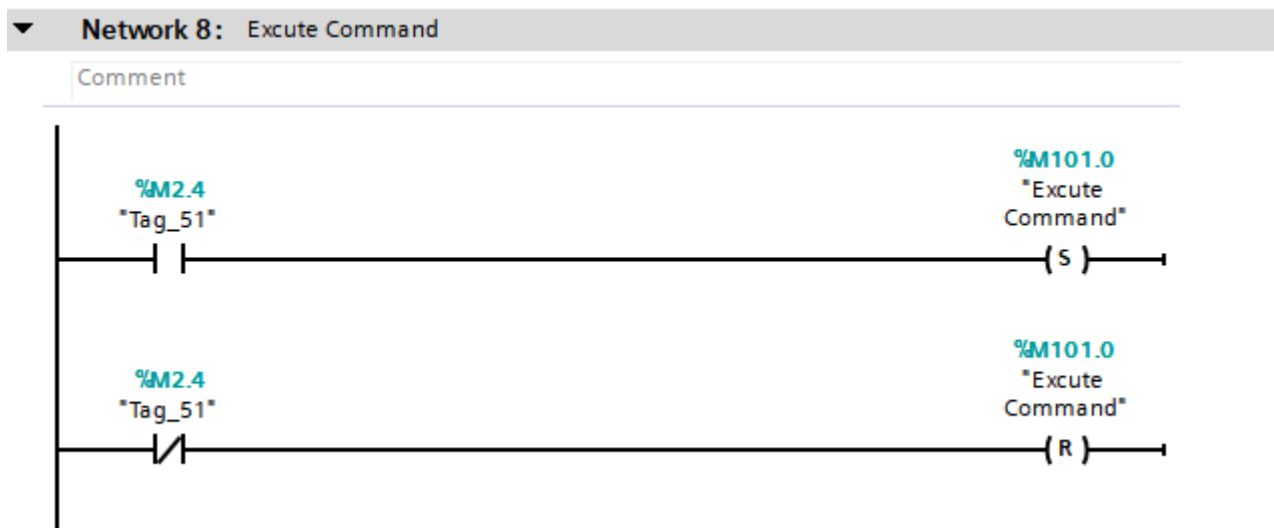 Network 8: Excute Command
Comment
%M101.0
%M2.4
"Excute
"Tag_51"
Command"
S
%M101.0
%M2.4
"Excute
"Tag_51"
Command"
R